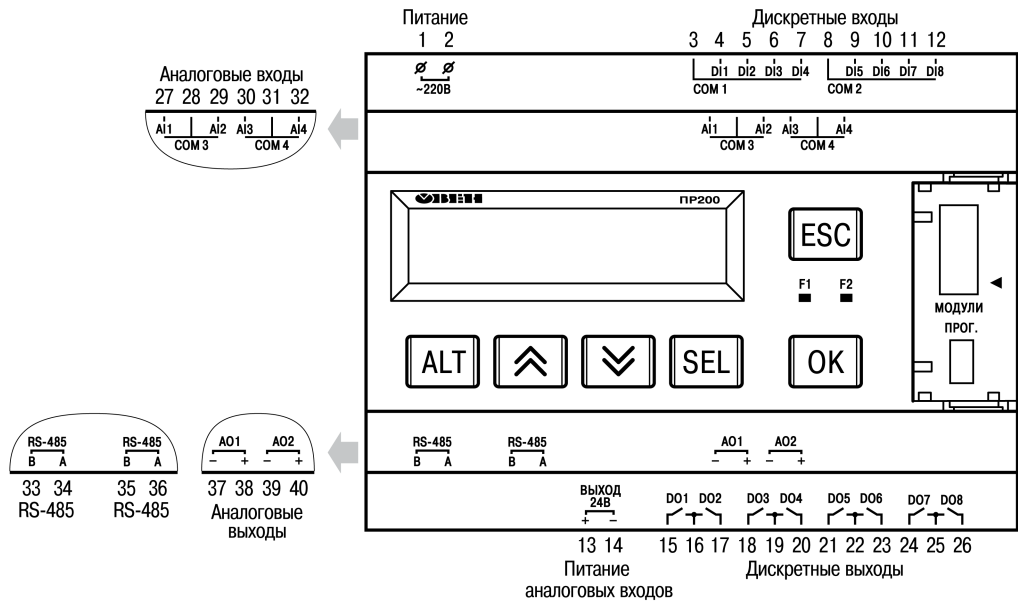 Питание
Дискретные входы
1 2
3 4 5 6 7 8 9 10 11 12
~220В
DI1 DI2 DI3 DI4 DI5 DI6 DI7 DI8
COM 1 COM 2
Аналоговые входы
27 28 29 30 31 32
AI1 AI2 AI3 AI4
COM 3 COM 4
AI1 AI2 AI3 AI4
COM 3 COM 4
ОВЕН ПР200
ESC
F1 F2
МОДУЛИ
ПРОГ.
ALT SEL OK
RS-485 RS-485
B A B A
33 34 35 36
RS-485 RS-485
AO1 AO2
– + – +
37 38 39 40
Аналоговые
выходы
RS-485 RS-485
B A B A
AO1 AO2
– + – +
ВЫХОД
24В
+ –
DO1 DO2 DO3 DO4 DO5 DO6 DO7 DO8
13 14 15 16 17 18 19 20 21 22 23 24 25 26
Питание
аналоговых входов
Дискретные выходы